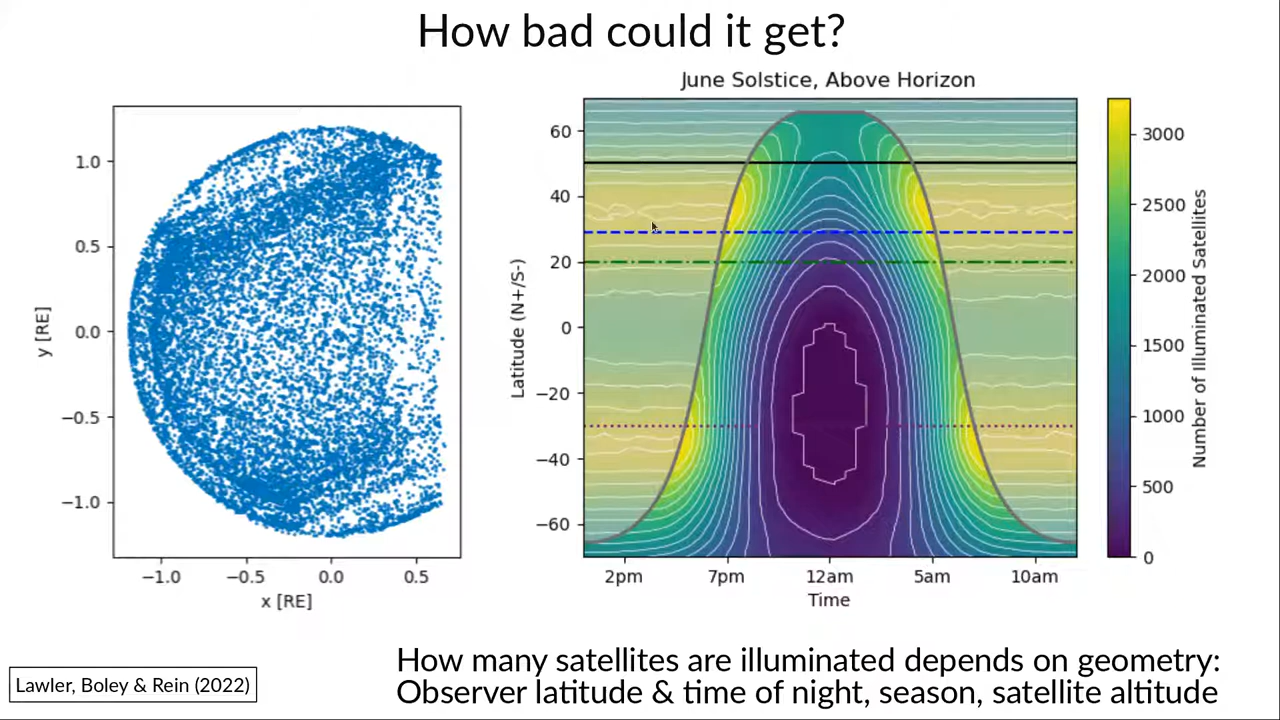 How bad could it get?
June Solstice, Above Horizon
1.0
0.5
0.0
−0.5
−1.0
y [RE]
−1.0 −0.5 0.0 0.5
x [RE]
60
40
20
0
−20
−40
−60
Latitude (N+/S-)
2pm 7pm 12am 5am 10am
Time
3000
2500
2000
1500
1000
500
0
Number of Illuminated Satellites
How many satellites are illuminated depends on geometry:
Observer latitude & time of night, season, satellite altitude
Lawler, Boley & Rein (2022)